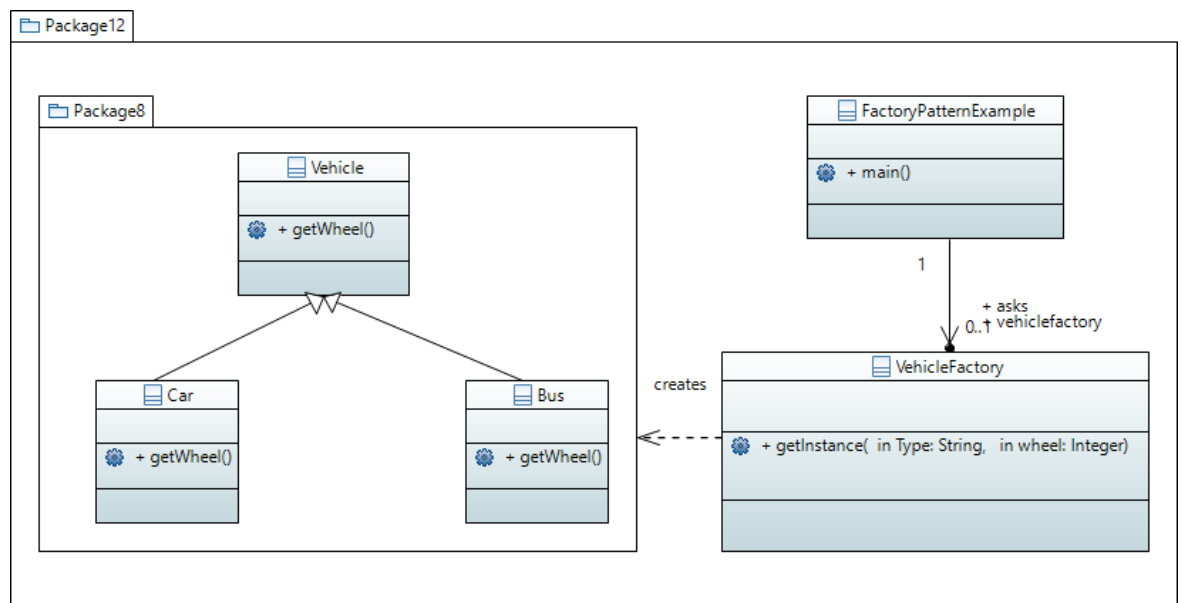 Package12
Package8
FactoryPatternExample
+ main()
Vehicle
+ getWheel()
1
+ asks
0..1
+ vehiclefactory
VehicleFactory
creates
+ getInstance(  in Type: String,   in wheel: Integer)
Car
+ getWheel()
Bus
+ getWheel()